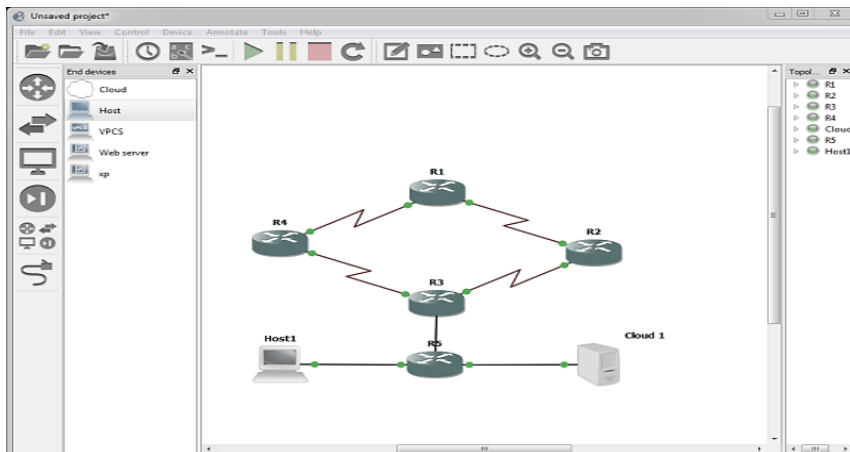 Unsaved project*
File Edit View Control Device Annotate Tools Help
End devices
Cloud
Host
VPCS
Web server
xp
R1
R4
R2
R3
R5
Host1
Cloud 1
Topol...
R1
R2
R3
R4
Cloud
R5
Host1